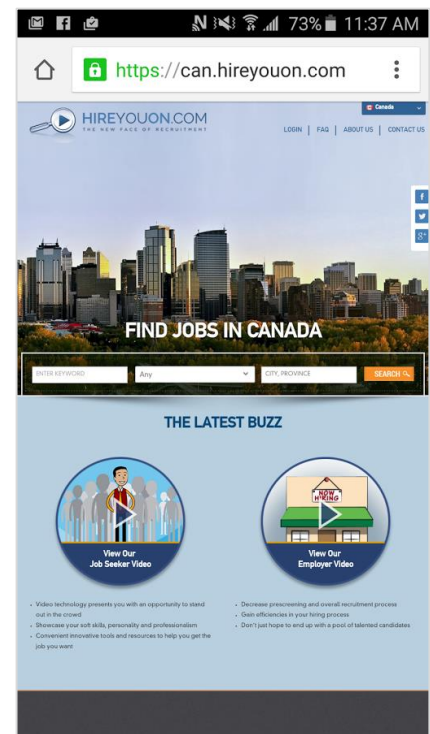 73% 11:37 AM
https://can.hireyouon.com
Canada
HIREYOUON.COM
THE NEW FACE OF RECRUITMENT
LOGIN | FAQ | ABOUT US | CONTACT US
f
g+
FIND JOBS IN CANADA
ENTER KEYWORD Any CITY, PROVINCE SEARCH
THE LATEST BUZZ
NOW HIRING
View Our
Job Seeker Video
View Our
Employer Video
• Video technology presents you with an opportunity to stand
out in the crowd
• Showcase your soft skills, personality and professionalism
• Convenient innovative tools and resources to help you get the
job you want
• Decrease prescreening and overall recruitment process
• Gain efficiencies in your hiring process
• Don't just hope to end up with a pool of talented candidates